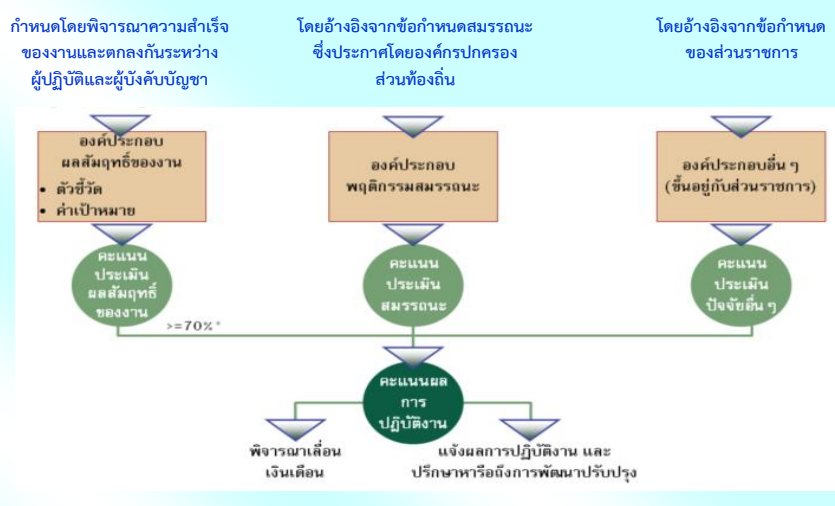 กำหนดโดยพิจารณาความสำเร็จ
ของงานและตกลงกันระหว่าง
ผู้ปฏิบัติและผู้บังคับบัญชา
โดยอ้างอิงจากข้อกำหนดสมรรถนะ
ซึ่งประกาศโดยองค์กรปกครอง
ส่วนท้องถิ่น
โดยอ้างอิงจากข้อกำหนด
ของส่วนราชการ
องค์ประกอบ
ผลสัมฤทธิ์ของงาน
• ตัวชี้วัด
• ค่าเป้าหมาย
องค์ประกอบ
พฤติกรรมสมรรถนะ
องค์ประกอบอื่น ๆ
(ขึ้นอยู่กับส่วนราชการ)
คะแนน
ประเมิน
ผลสัมฤทธิ์
ของงาน
คะแนน
ประเมิน
สมรรถนะ
คะแนน
ประเมิน
ปัจจัยอื่น ๆ
>=70%*
คะแนนผล
การ
ปฏิบัติงาน
พิจารณาเลื่อน
เงินเดือน
แจ้งผลการปฏิบัติงาน และ
ปรึกษาหารือถึงการพัฒนาปรับปรุง